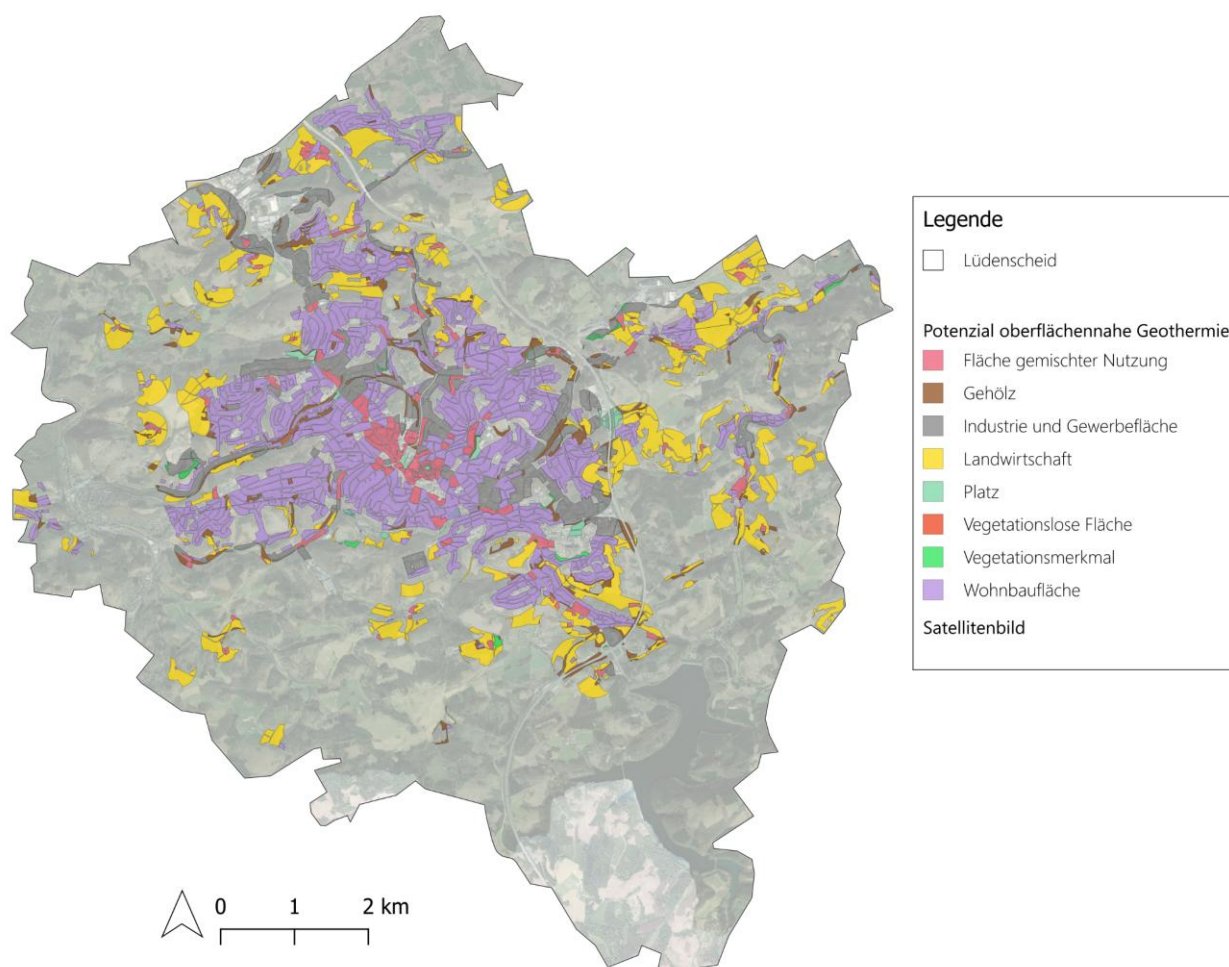 Legende
Lüdenscheid
Potenzial oberflächennahe Geothermie
Fläche gemischter Nutzung
Gehölz
Industrie und Gewerbefläche
Landwirtschaft
Platz
Vegetationslose Fläche
Vegetationsmerkmal
Wohnbaufläche
Satellitenbild
0 1 2 km